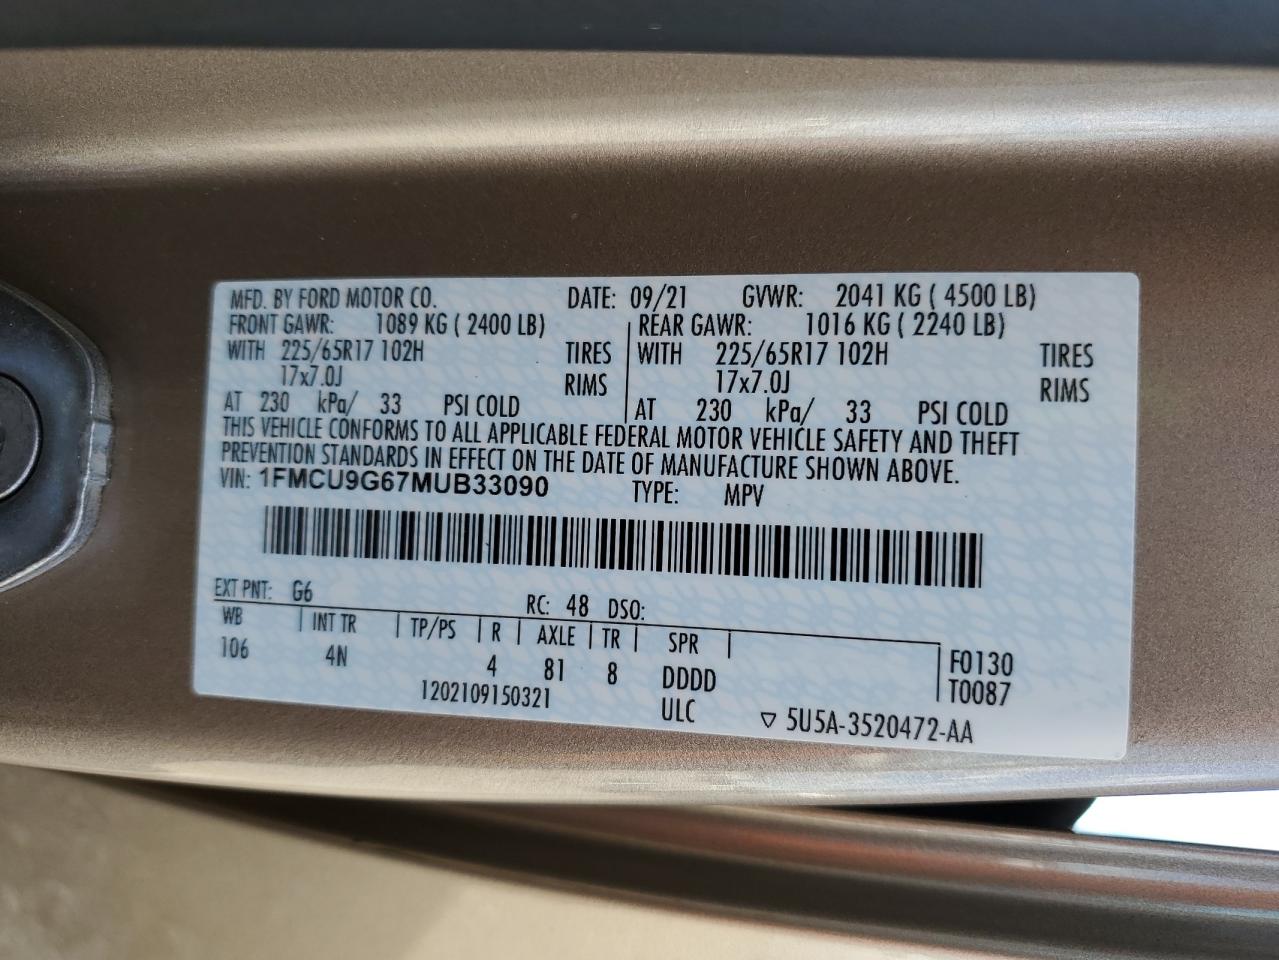 MFD. BY FORD MOTOR CO. DATE: 09/21 GVWR: 2041 KG ( 4500 LB)
FRONT GAWR: 1089 KG ( 2400 LB) REAR GAWR: 1016 KG ( 2240 LB)
WITH 225/65R17 102H TIRES WITH 225/65R17 102H TIRES
17x7.0J RIMS 17x7.0J RIMS
AT 230 kPa/ 33 PSI COLD AT 230 kPa/ 33 PSI COLD
THIS VEHICLE CONFORMS TO ALL APPLICABLE FEDERAL MOTOR VEHICLE SAFETY AND THEFT
PREVENTION STANDARDS IN EFFECT ON THE DATE OF MANUFACTURE SHOWN ABOVE.
VIN: 1FMCU9G67MUB33090 TYPE: MPV
EXT PNT: G6 RC: 48 DSO:
WB INT TR TP/PS R AXLE TR SPR
106 4N 4 81 8 DDDD F0130
1202109150321 ULC T0087
▽ 5U5A-3520472-AA